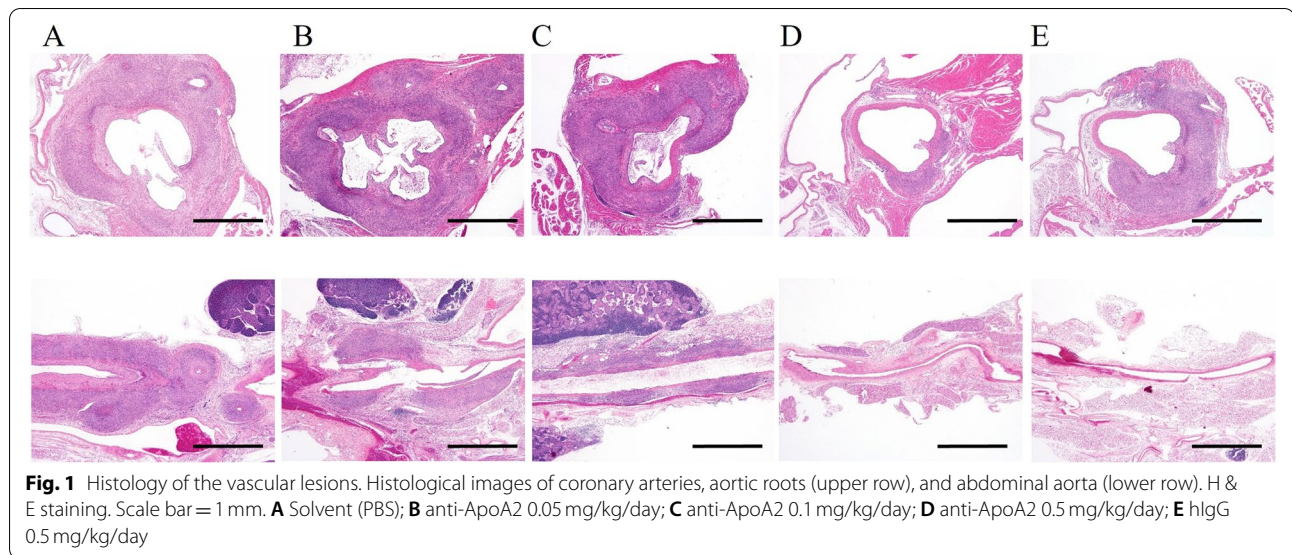 A B C D E
Fig. 1 Histology of the vascular lesions. Histological images of coronary arteries, aortic roots (upper row), and abdominal aorta (lower row). H &
E staining. Scale bar = 1 mm. A Solvent (PBS); B anti-ApoA2 0.05 mg/kg/day; C anti-ApoA2 0.1 mg/kg/day; D anti-ApoA2 0.5 mg/kg/day; E hIgG
0.5 mg/kg/day